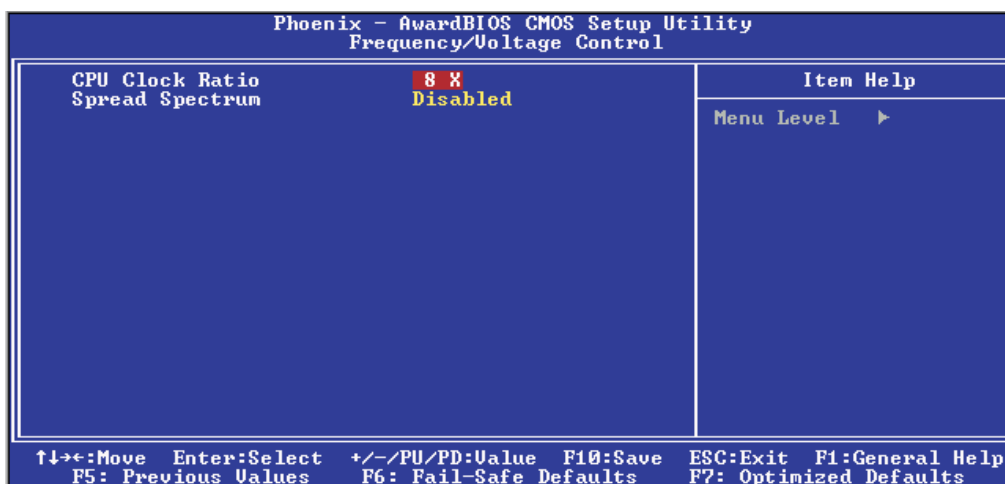 Phoenix - AwardBIOS CMOS Setup Utility
Frequency/Voltage Control
CPU Clock Ratio 8 X
Spread Spectrum Disabled
Item Help
Menu Level ►
↑↓→←:Move Enter:Select +/-/PU/PD:Value F10:Save ESC:Exit F1:General Help
F5: Previous Values F6: Fail-Safe Defaults F7: Optimized Defaults